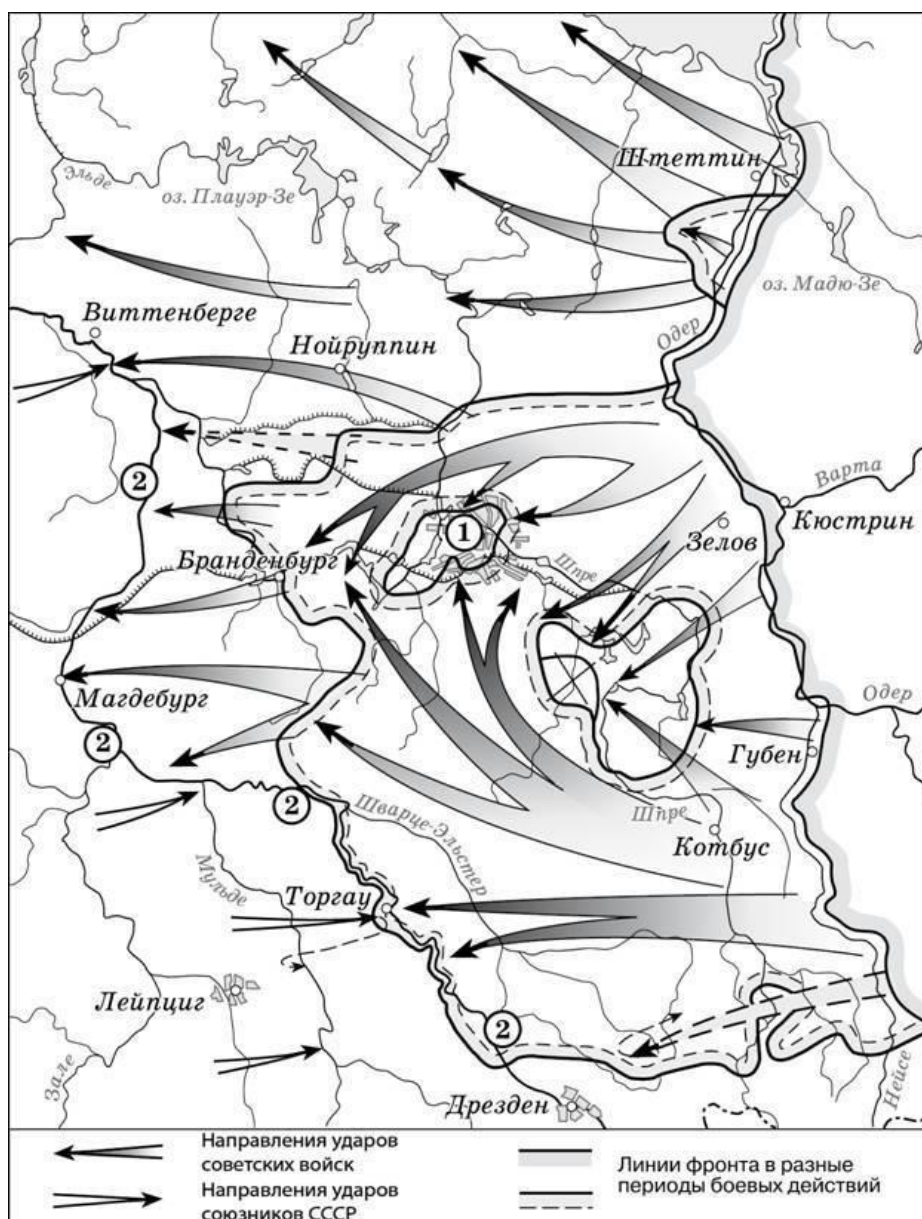 Штеттин
Эльде
оз. Плауэр-Зе
оз. Мадю-Зе
Виттенберге
Нойруппин
Одер
2
Варта
1
Кюстрин
Зелов
Бранденбург
Шпре
Магдебург
Одер
2
Губен
2
Шварце-Эльстер
Шпре
Котбус
Мульде
Торгау
Лейпциг
2
Зале
Дрезден
Нейсе
Направления ударов
советских войск
Направления ударов
союзников СССР
Линии фронта в разные
периоды боевых действий